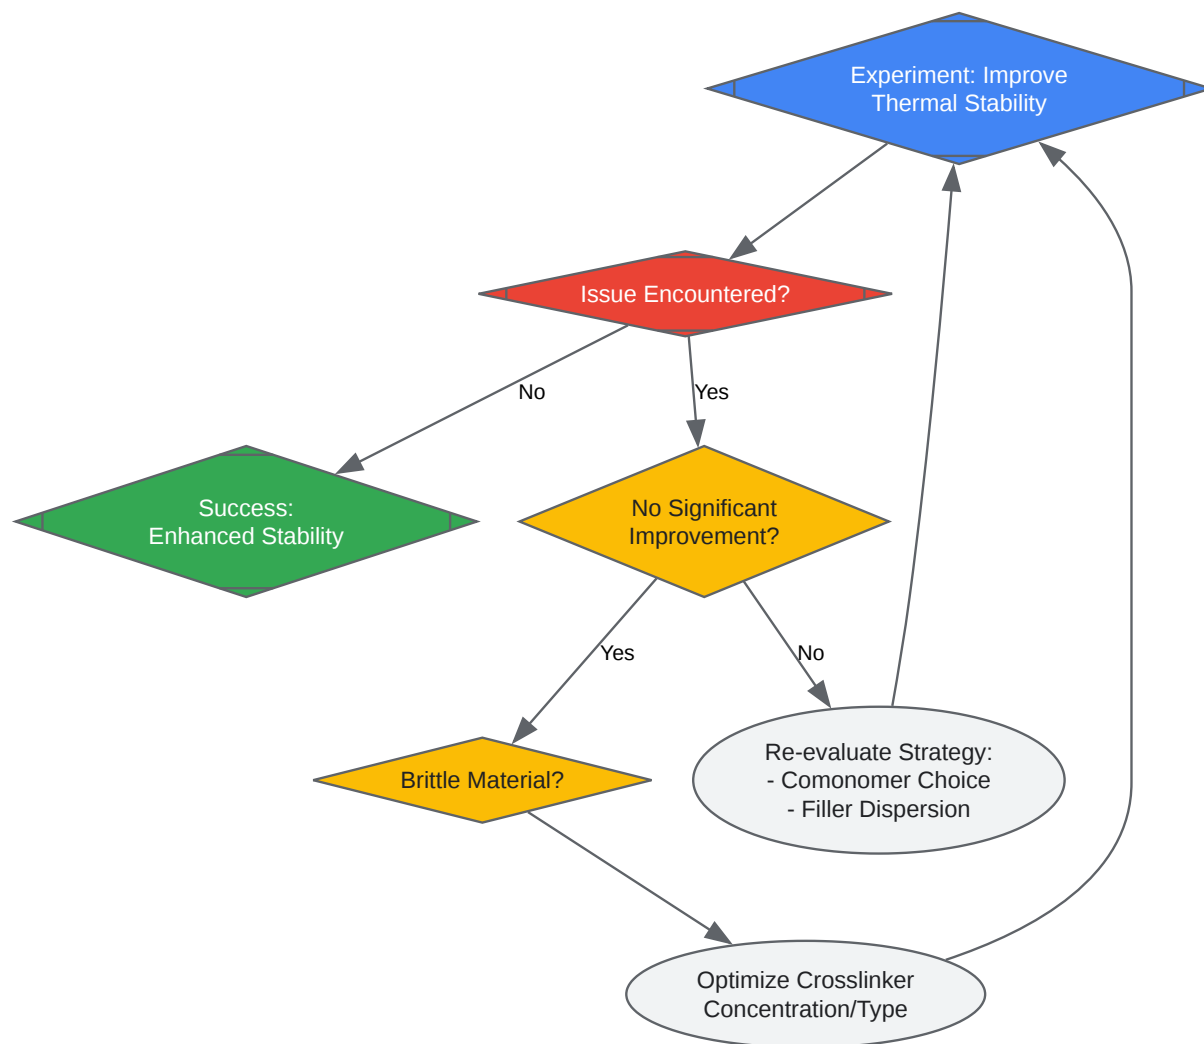 Experiment: Improve
Thermal Stability
Issue Encountered?
No
Yes
Success:
Enhanced Stability
No Significant
Improvement?
Yes
No
Brittle Material?
Re-evaluate Strategy:
- Comonomer Choice
- Filler Dispersion
Optimize Crosslinker
Concentration/Type